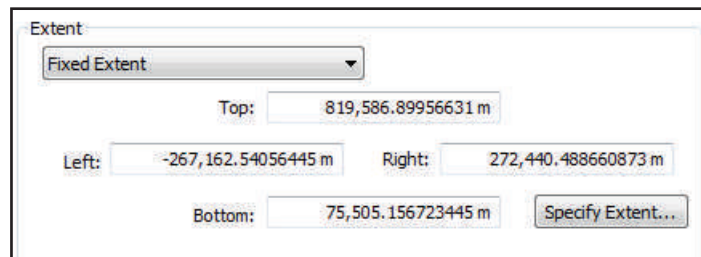 Extent
Fixed Extent
Top: 819,586.89956631 m
Left: -267,162.54056445 m Right: 272,440.488660873 m
Bottom: 75,505.156723445 m Specify Extent...